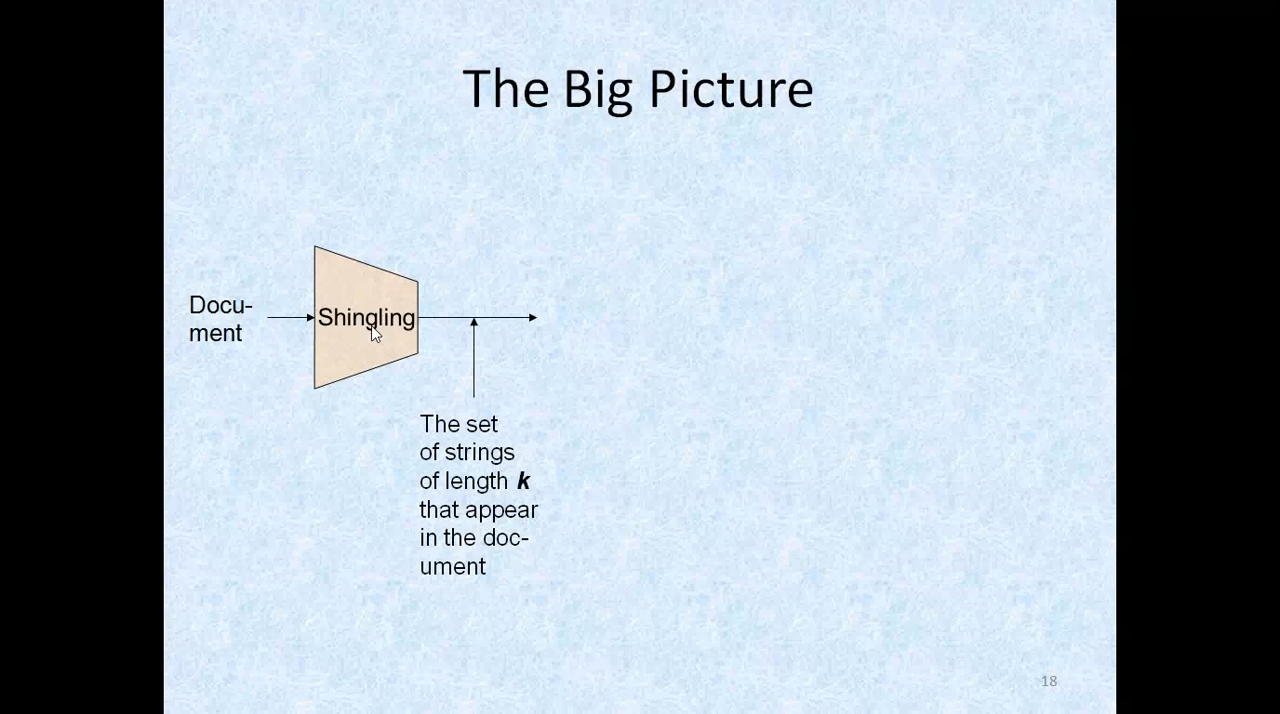 The Big Picture
Docu-
ment
Shingling
The set
of strings
of length k
that appear
in the doc-
ument
18